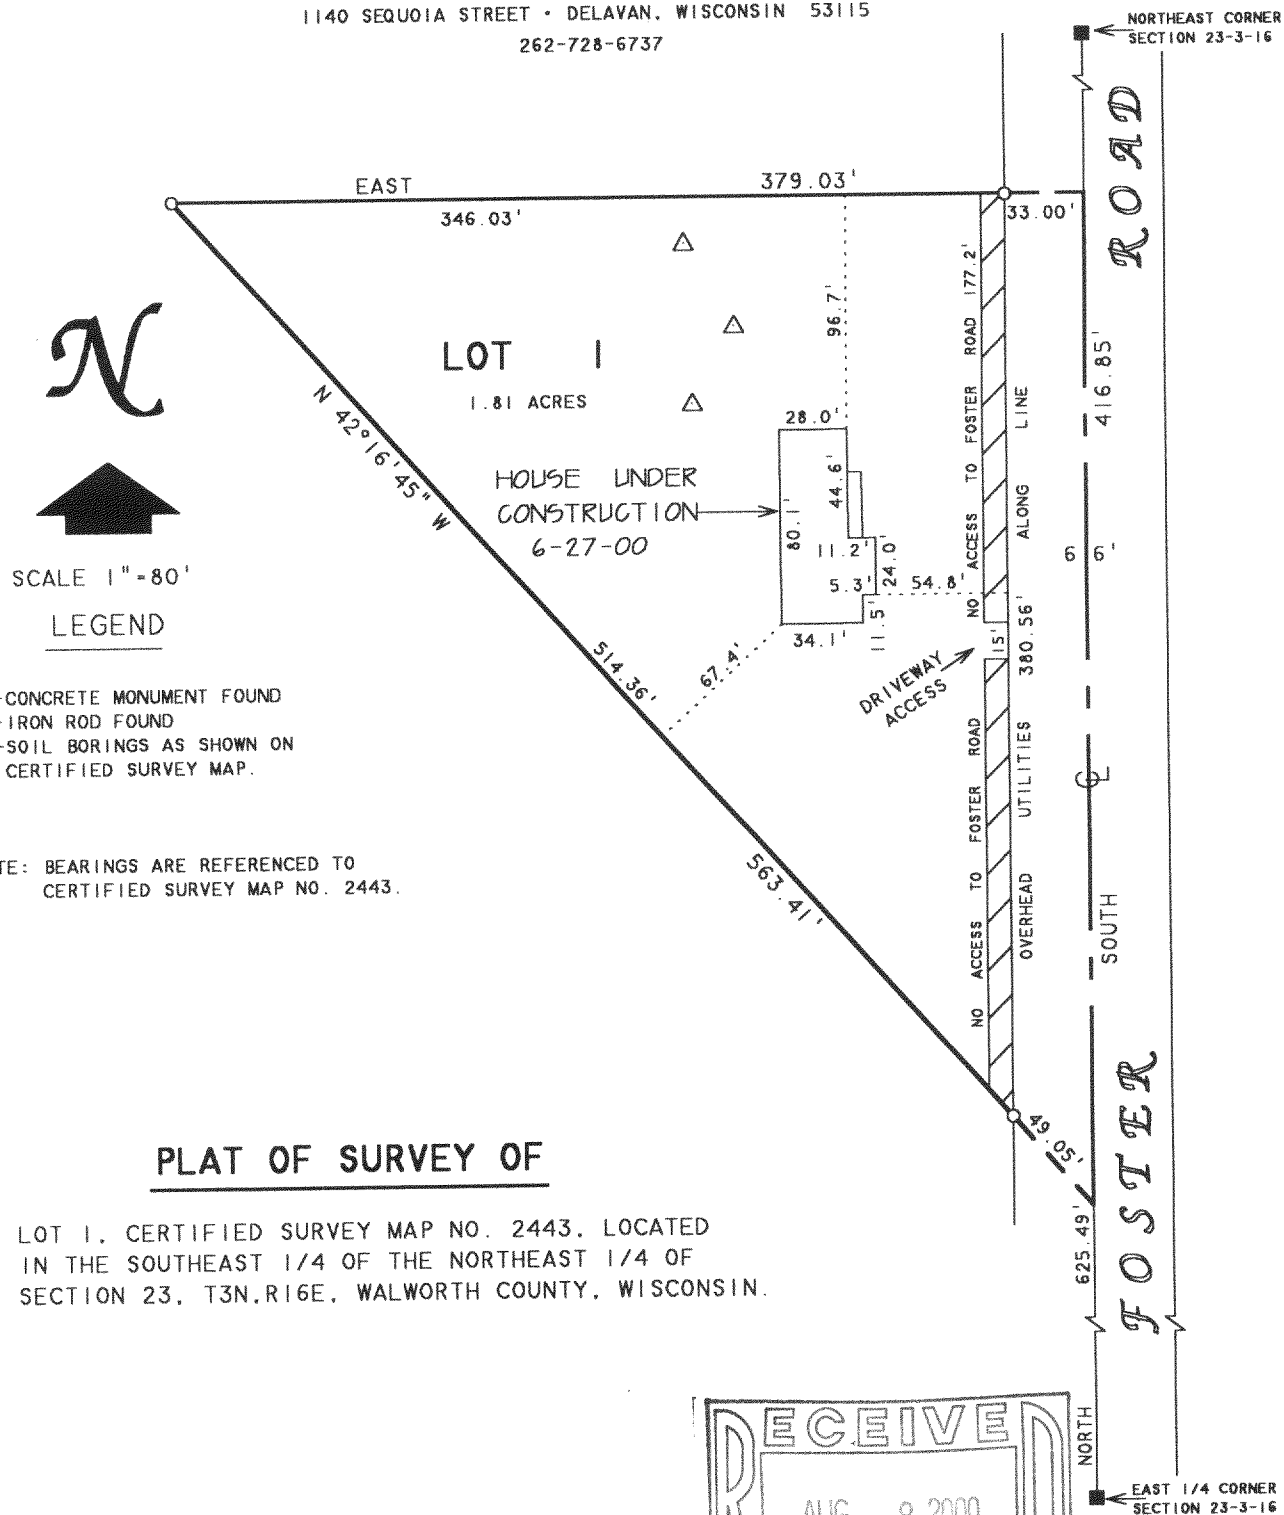 1140 SEQUOIA STREET • DELAVAN, WISCONSIN 53115
262-728-6737
NORTHEAST CORNER
SECTION 23-3-16
ROAD
EAST
379.03'
346.03'
33.00'
N
LOT 1
1.81 ACRES
N 42°16'45" W
96.7'
NO ACCESS TO FOSTER ROAD 177.2'
416.85'
28.0'
HOUSE UNDER
CONSTRUCTION
6-27-00
44.6'
80.1'
11.2'
24.0'
5.3'
54.8'
34.1'
11.5'
66'
SCALE 1"=80'
LEGEND
-CONCRETE MONUMENT FOUND
-IRON ROD FOUND
-SOIL BORINGS AS SHOWN ON
CERTIFIED SURVEY MAP.
514.36'
67.4'
15'
DRIVEWAY
ACCESS
OVERHEAD UTILITIES 380.56' ALONG LINE
NO ACCESS TO FOSTER ROAD
CL
SOUTH
TE: BEARINGS ARE REFERENCED TO
CERTIFIED SURVEY MAP NO. 2443.
563.41'
49.05'
FOSTER
625.49'
PLAT OF SURVEY OF
LOT 1, CERTIFIED SURVEY MAP NO. 2443, LOCATED
IN THE SOUTHEAST 1/4 OF THE NORTHEAST 1/4 OF
SECTION 23, T3N,R16E, WALWORTH COUNTY, WISCONSIN.
NORTH
RECEIVED
AUG 9 2000
EAST 1/4 CORNER
SECTION 23-3-16